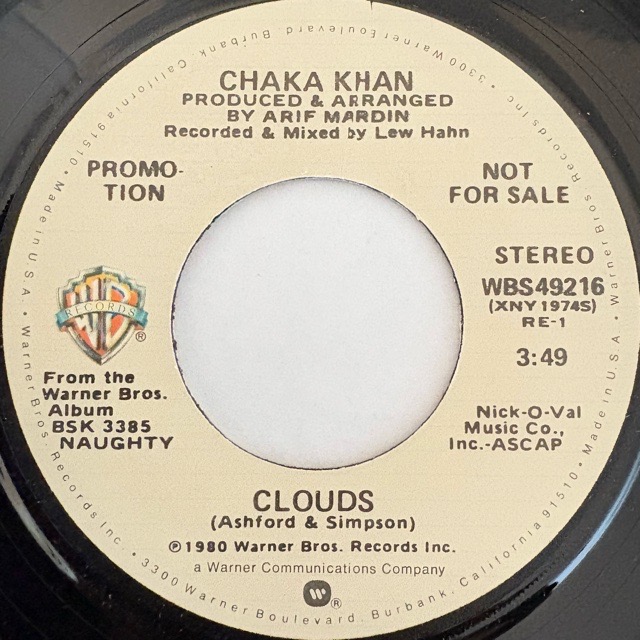 CHAKA KHAN
PRODUCED & ARRANGED
BY ARIF MARDIN
Recorded & Mixed by Lew Hahn
PROMO-
TION
NOT
FOR SALE
STEREO
WBS49216
(XNY 1974S)
RE-1
3:49
WB
RECORDS
®
From the
Warner Bros.
Album
BSK 3385
NAUGHTY
Nick-O-Val
Music Co.,
Inc.-ASCAP
CLOUDS
(Ashford & Simpson)
℗1980 Warner Bros. Records Inc.
a Warner Communications Company
®
Warner Bros. Records Inc. • 3300 Warner Boulevard, Burbank, California 91510 • Made in U.S.A. •
Warner Bros. Records Inc. • 3300 Warner Boulevard, Burbank, California 91510 • Made in U.S.A. •